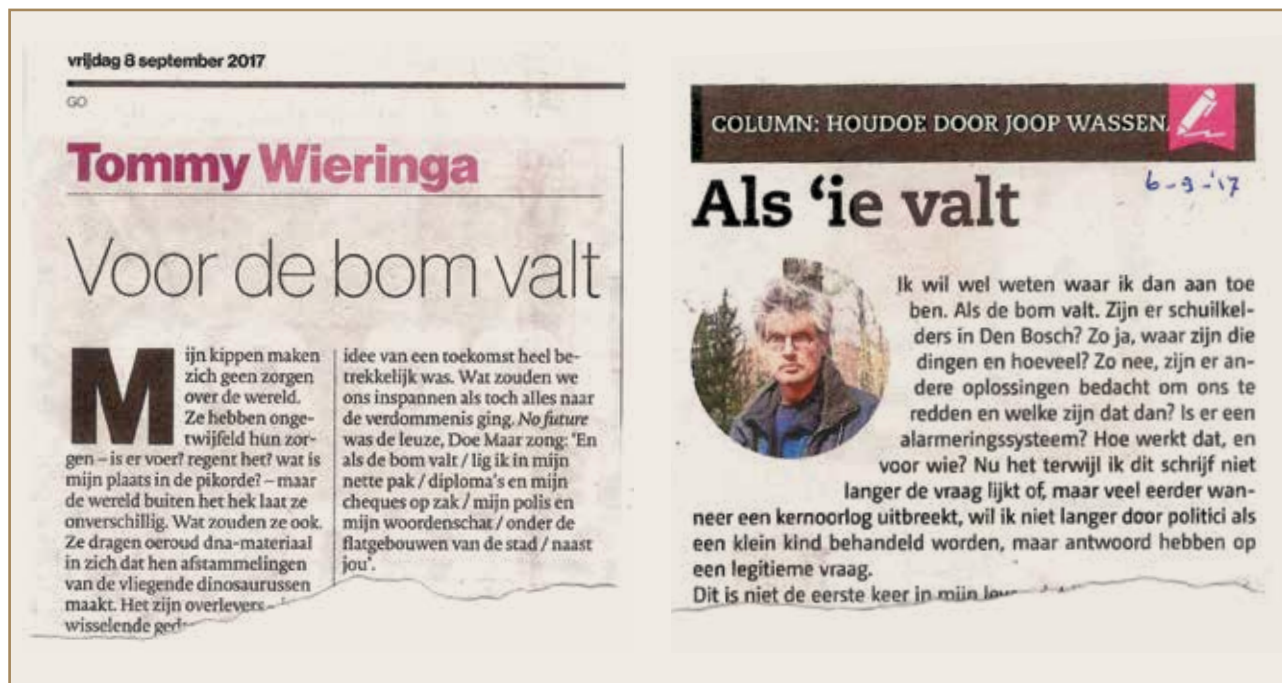 vrijdag 8 september 2017
GO
Tommy Wieringa
Voor de bom valt
Mijn kippen maken
zich geen zorgen
over de wereld.
Ze hebben onge-
twijfeld hun zor-
gen – is er voer? regent het? wat is
mijn plaats in de pikorde? – maar
de wereld buiten het hek laat ze
onverschillig. Wat zouden ze ook.
Ze dragen oeroud dna-materiaal
in zich dat hen afstammelingen
van de vliegende dinosaurussen
maakt. Het zijn overlevers –
wisselende
idee van een toekomst heel be-
trekkelijk was. Wat zouden we
ons inspannen als toch alles naar
de verdommenis ging. No future
was de leuze, Doe Maar zong: 'En
als de bom valt / lig ik in mijn
nette pak / diploma's en mijn
cheques op zak / mijn polis en
mijn woordenschat / onder de
flatgebouwen van de stad / naast
jou'.
COLUMN: HOUDOE DOOR JOOP WASSEN
6-9-'17
Als 'ie valt
Ik wil wel weten waar ik dan aan toe
ben. Als de bom valt. Zijn er schuilkel-
ders in Den Bosch? Zo ja, waar zijn die
dingen en hoeveel? Zo nee, zijn er an-
dere oplossingen bedacht om ons te
redden en welke zijn dat dan? Is er een
alarmeringssysteem? Hoe werkt dat, en
voor wie? Nu het terwijl ik dit schrijf niet
langer de vraag lijkt of, maar veel eerder wan-
neer een kernoorlog uitbreekt, wil ik niet langer door politici als
een klein kind behandeld worden, maar antwoord hebben op
een legitieme vraag.
Dit is niet de eerste keer in mijn